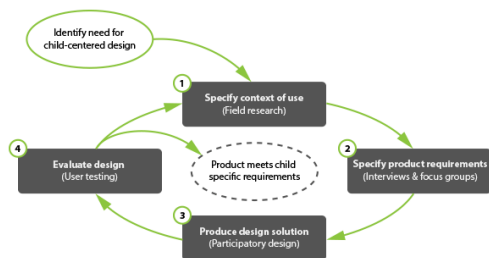 Identify need for
child-centered design
1
Specify context of use
(Field research)
4
Evaluate design
(User testing)
Product meets child
specific requirements
2
Specify product requirements
(Interviews & focus groups)
3
Produce design solution
(Participatory design)